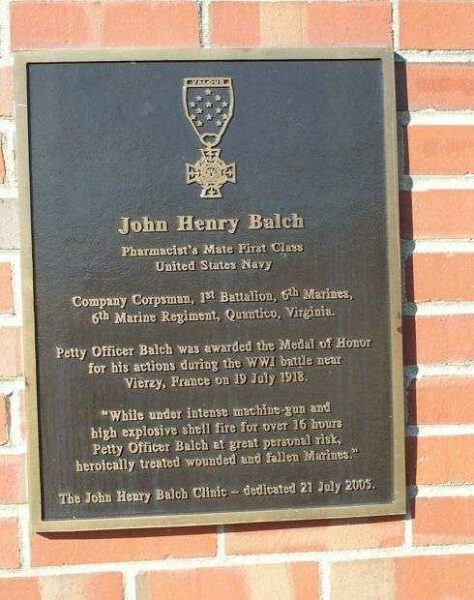 VALOUR
John Henry Balch
Pharmacist's Mate First Class
United States Navy
Company Corpsman, 1st Battalion, 6th Marines,
6th Marine Regiment, Quantico, Virginia.
Petty Officer Balch was awarded the Medal of Honor
for his actions during the WWI battle near
Vierzy, France on 19 July 1918.
"While under intense machine-gun and
high explosive shell fire for over 16 hours
Petty Officer Balch at great personal risk,
heroically treated wounded and fallen Marines."
The John Henry Balch Clinic – dedicated 21 July 2005.